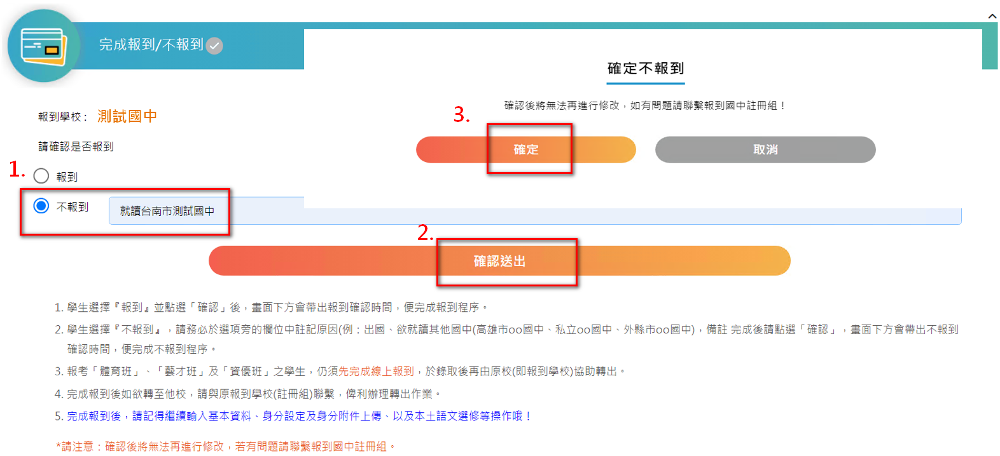 完成報到/不報到
確定不報到
確認後將無法再進行修改，如有問題請聯繫報到國中註冊組！
3.
確定
取消
報到學校： 測試國中
請確認是否報到
1.
報到
不報到
就讀台南市測試國中
2.
確認送出
1. 學生選擇『報到』並點選「確認」後，畫面下方會帶出報到確認時間，便完成報到程序。
2. 學生選擇『不報到』，請務必於選項旁的欄位中註記原因(例：出國、欲就讀其他國中(高雄市oo國中、私立oo國中、外縣市oo國中)，備註 完成後請點選「確認」，畫面下方會帶出不報到
確認時間，便完成不報到程序。
3. 報考「體育班」、「藝才班」及「資優班」之學生，仍須先完成線上報到，於錄取後再由原校(即報到學校)協助轉出。
4. 完成報到後如欲轉至他校，請與原報到學校(註冊組)聯繫，俾利辦理轉出作業。
5. 完成報到後，請記得繼續輸入基本資料、身分設定及身分附件上傳、以及本土語文選修等操作哦！
*請注意：確認後將無法再進行修改，若有問題請聯繫報到國中註冊組。